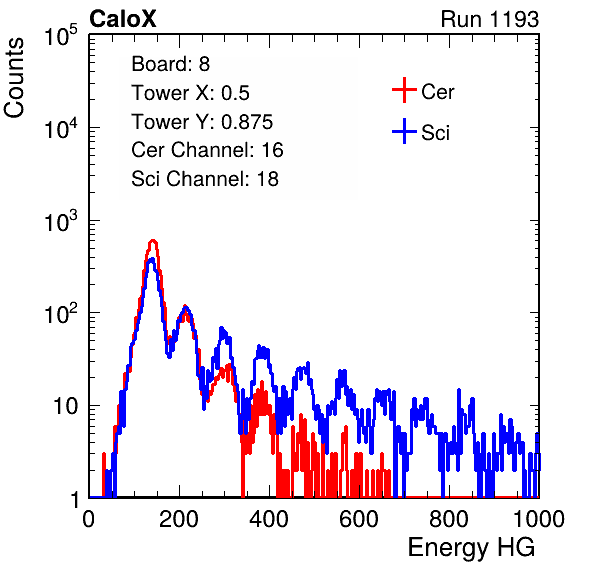 CaloX Run 1193
Counts
Board: 8
Tower X: 0.5
Tower Y: 0.875
Cer Channel: 16
Sci Channel: 18
Cer
Sci
10^5
10^4
10^3
10^2
10
1
0 200 400 600 800 1000
Energy HG